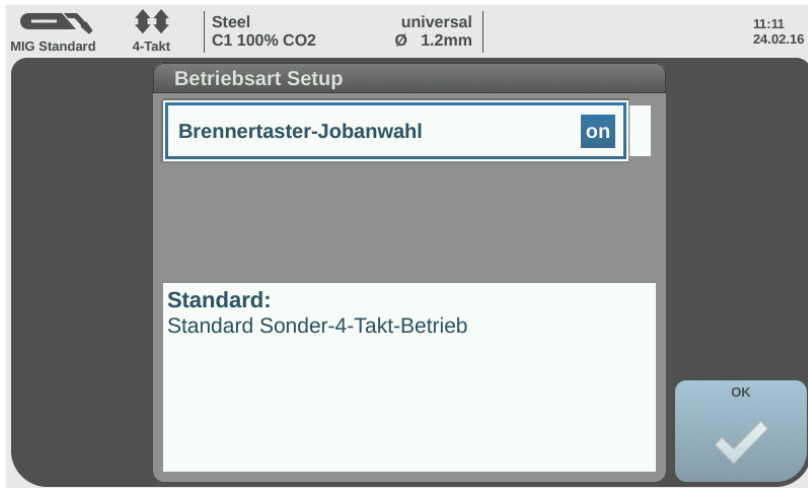 MIG Standard
4-Takt
Steel universal
C1 100% CO2 Ø 1.2mm
11:11
24.02.16
Betriebsart Setup
Brennertaster-Jobanwahl on
Standard:
Standard Sonder-4-Takt-Betrieb
OK